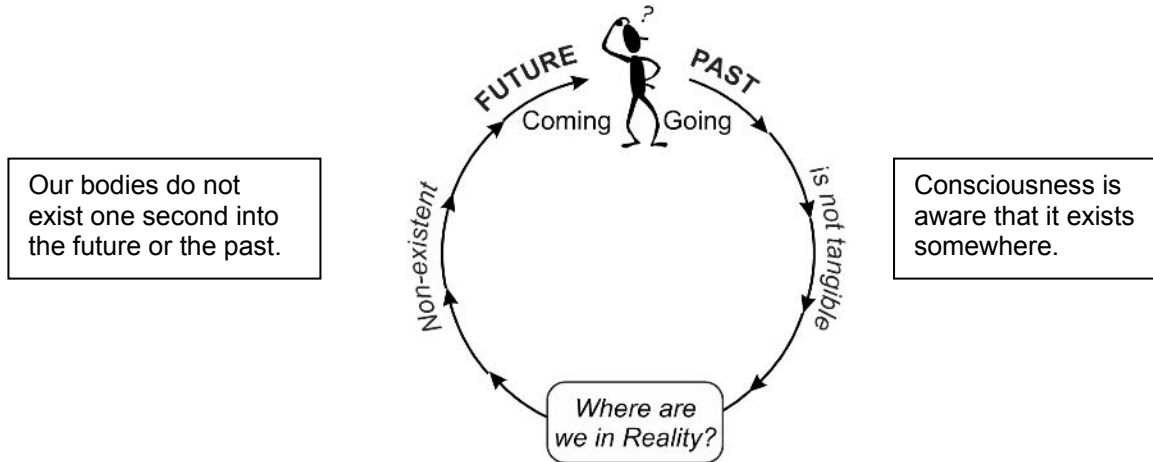 ?
FUTURE
PAST
Coming
Going
Our bodies do not
exist one second into
the future or the past.
Non-existent
is not tangible
Consciousness is
aware that it exists
somewhere.
Where are
we in Reality?